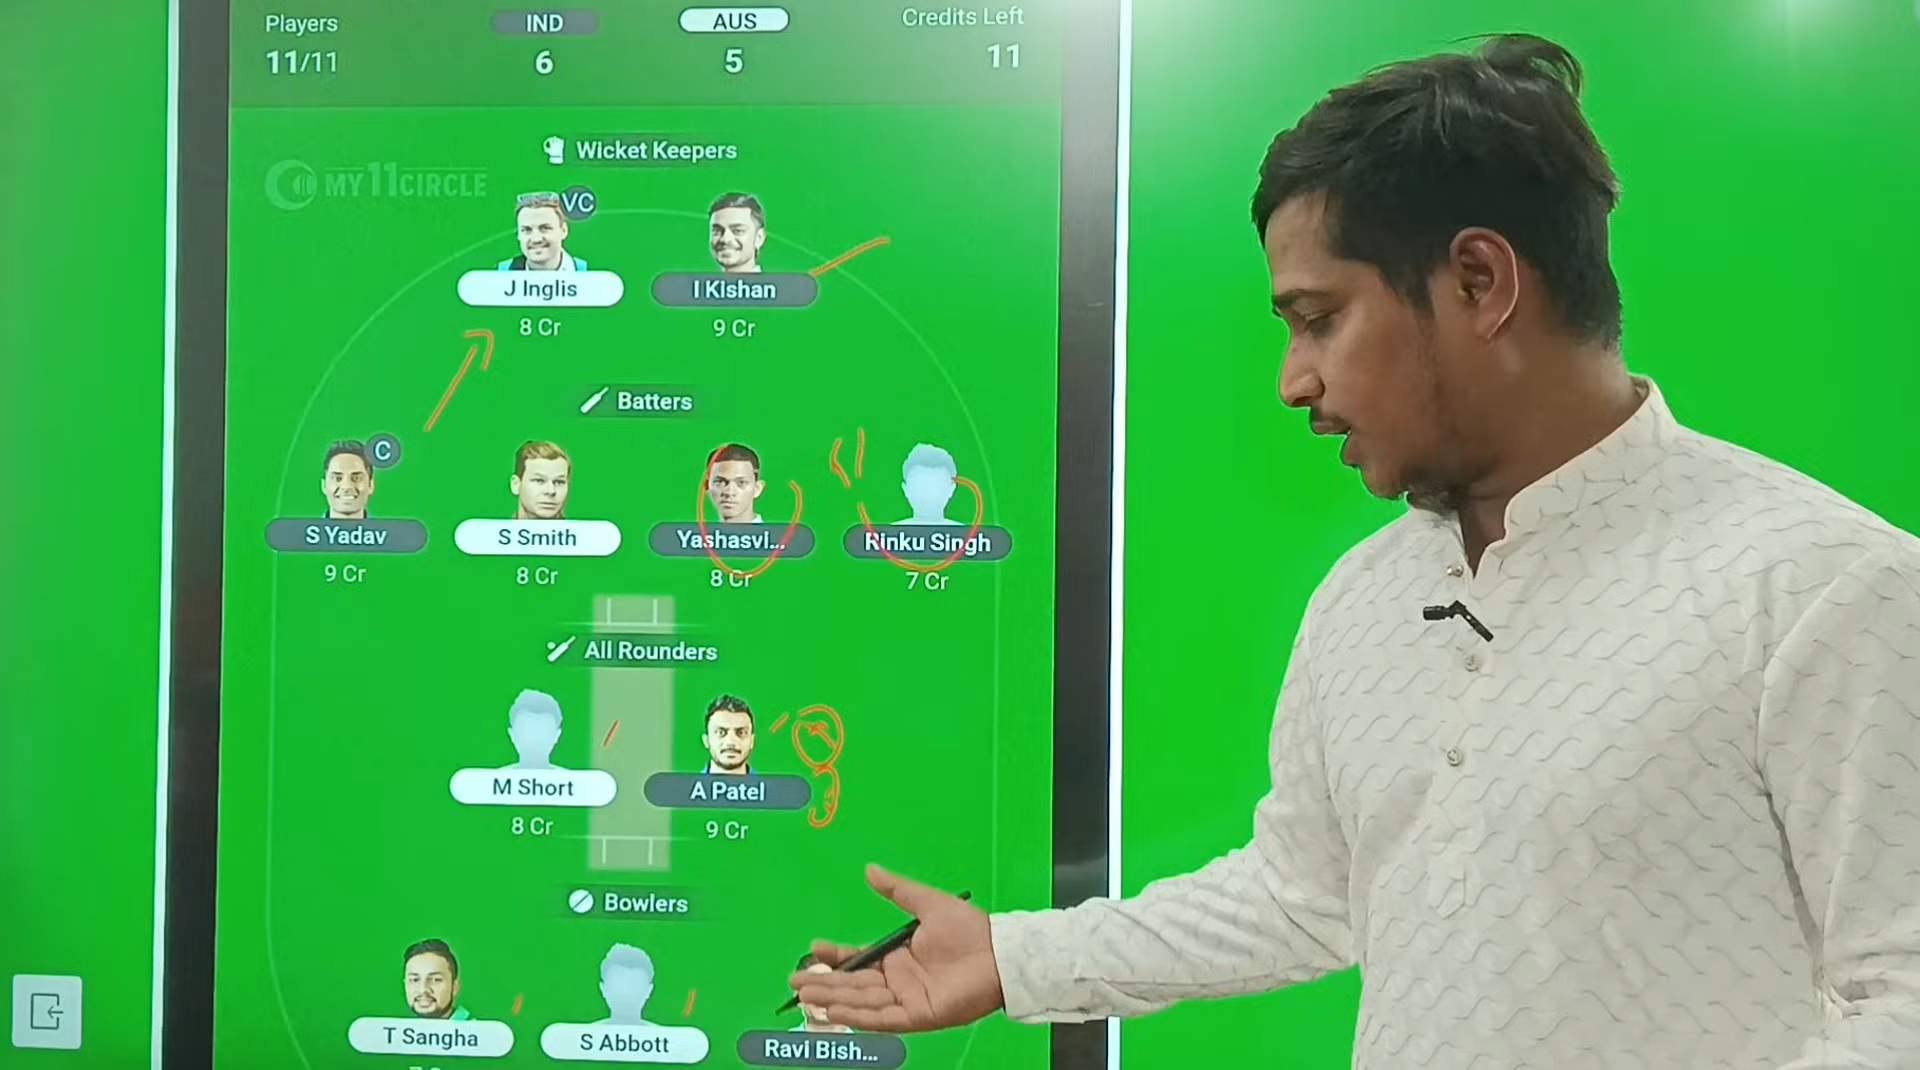 Players IND AUS Credits Left
11/11 6 5 11
Wicket Keepers
MY11CIRCLE
VC
J Inglis I Kishan
8 Cr 9 Cr
Batters
C
S Yadav S Smith Yashasvi... Rinku Singh
9 Cr 8 Cr 8 Cr 7 Cr
All Rounders
M Short A Patel
8 Cr 9 Cr
Bowlers
T Sangha S Abbott Ravi Bish...